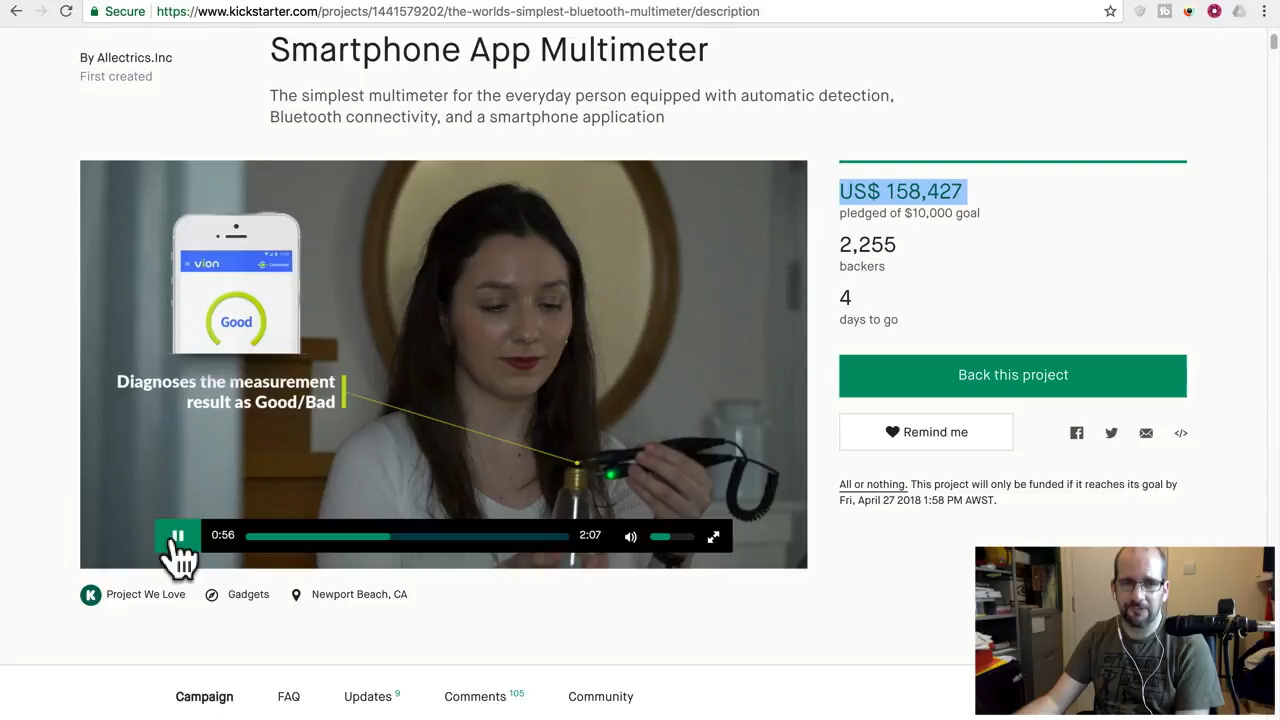 Secure
https://www.kickstarter.com/projects/1441579202/the-worlds-simplest-bluetooth-multimeter/description
By Allectrics.Inc
First created
Smartphone App Multimeter
The simplest multimeter for the everyday person equipped with automatic detection,
Bluetooth connectivity, and a smartphone application
vion
Good
Diagnoses the measurement
result as Good/Bad
0:56
2:07
US$ 158,427
pledged of $10,000 goal
2,255
backers
4
days to go
Back this project
Remind me
All or nothing. This project will only be funded if it reaches its goal by
Fri, April 27 2018 1:58 PM AWST.
Project We Love
Gadgets
Newport Beach, CA
Campaign
FAQ
Updates 9
Comments 105
Community